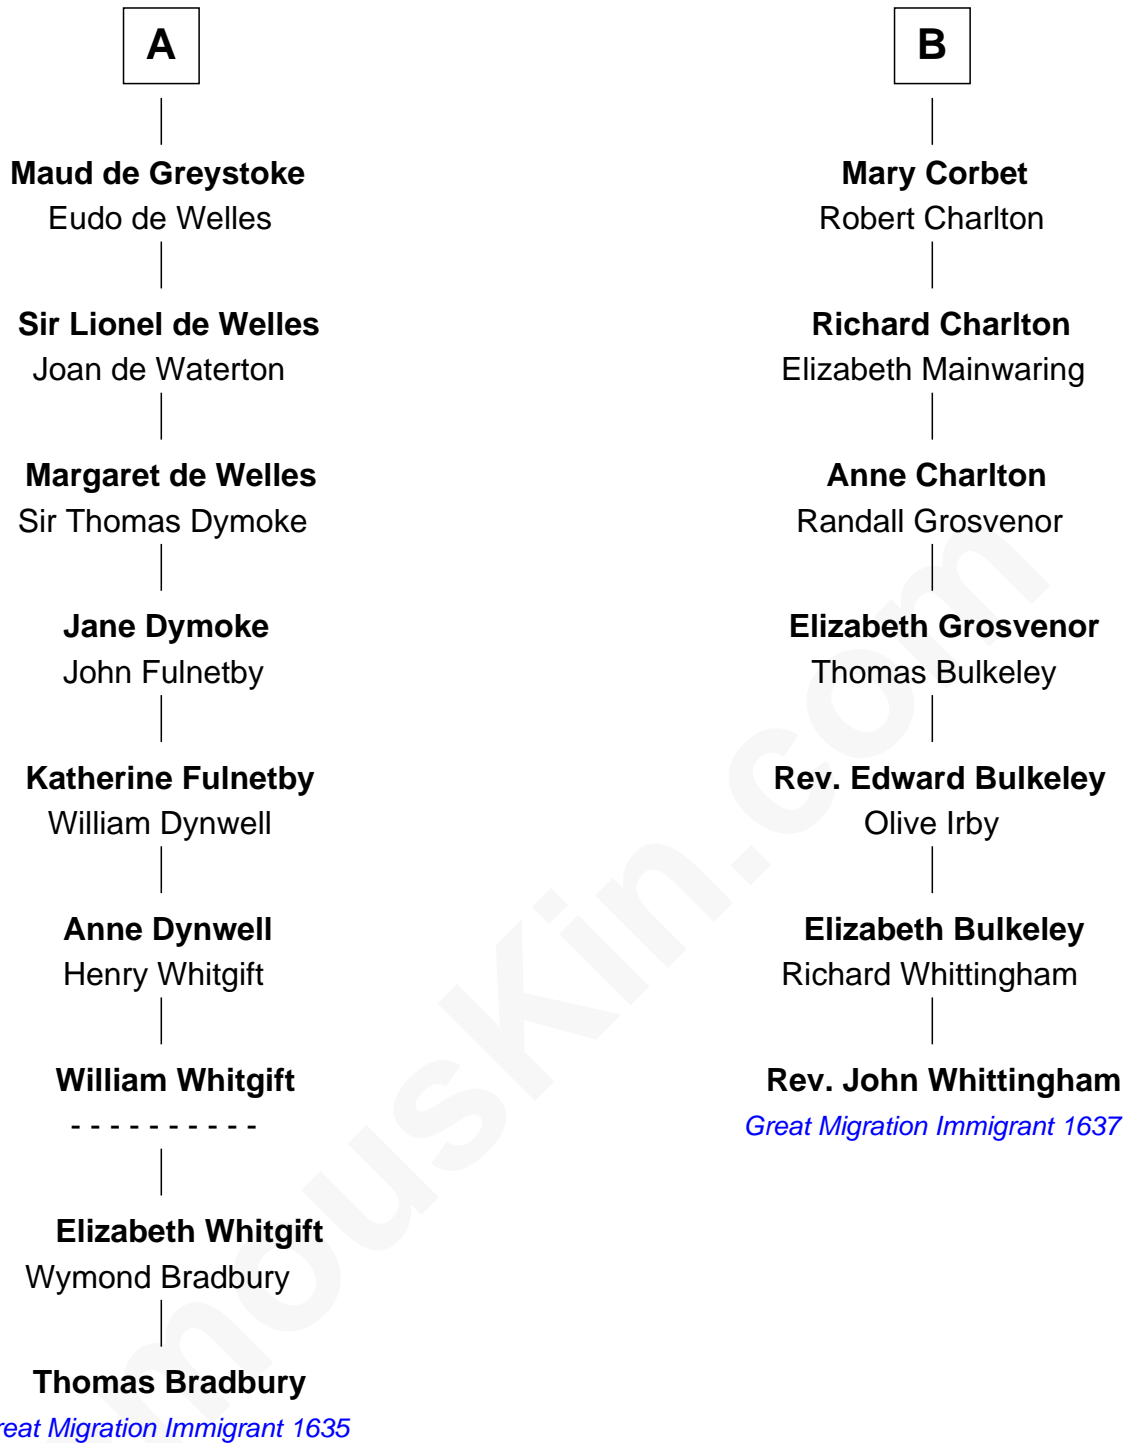 A
Maud de Greystoke
Eudo de Welles
Sir Lionel de Welles
Joan de Waterton
Margaret de Welles
Sir Thomas Dymoke
Jane Dymoke
John Fulnetby
Katherine Fulnetby
William Dynwell
Anne Dynwell
Henry Whitgift
William Whitgift
- - - - - - - - - -
Elizabeth Whitgift
Wymond Bradbury
Thomas Bradbury
reat Migration Immigrant 1635
B
Mary Corbet
Robert Charlton
Richard Charlton
Elizabeth Mainwaring
Anne Charlton
Randall Grosvenor
Elizabeth Grosvenor
Thomas Bulkeley
Rev. Edward Bulkeley
Olive Irby
Elizabeth Bulkeley
Richard Whittingham
Rev. John Whittingham
Great Migration Immigrant 1637
mousKin.com